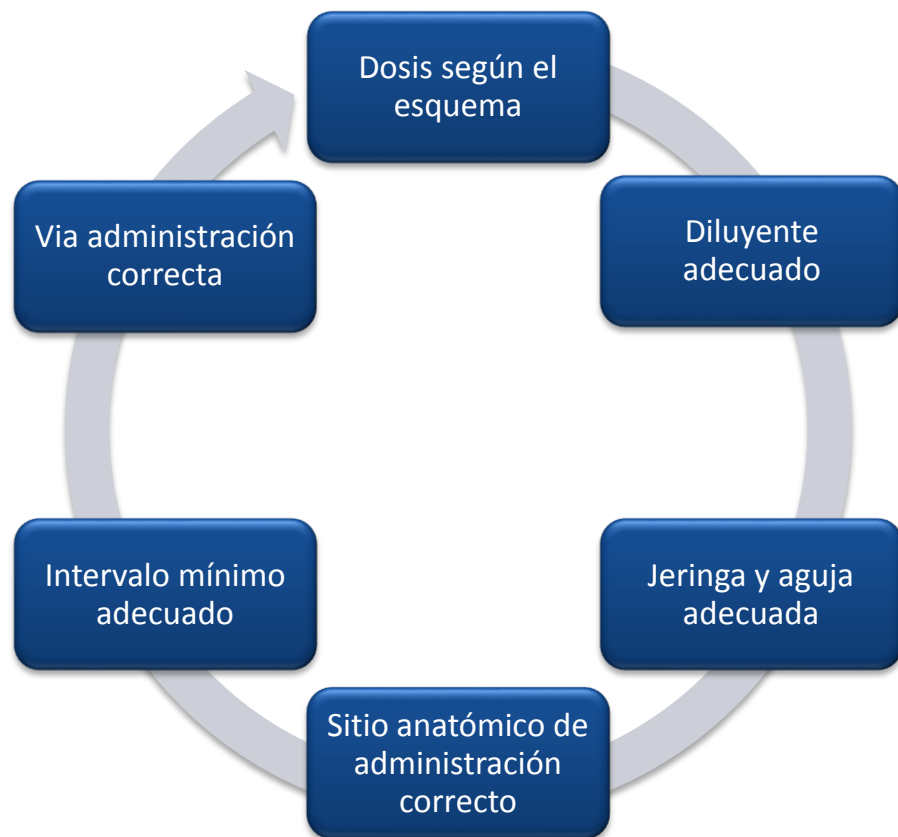 Dosis según el
esquema
Diluyente
adecuado
Jeringa y aguja
adecuada
Sitio anatómico de
administración
correcto
Intervalo mínimo
adecuado
Via administración
correcta